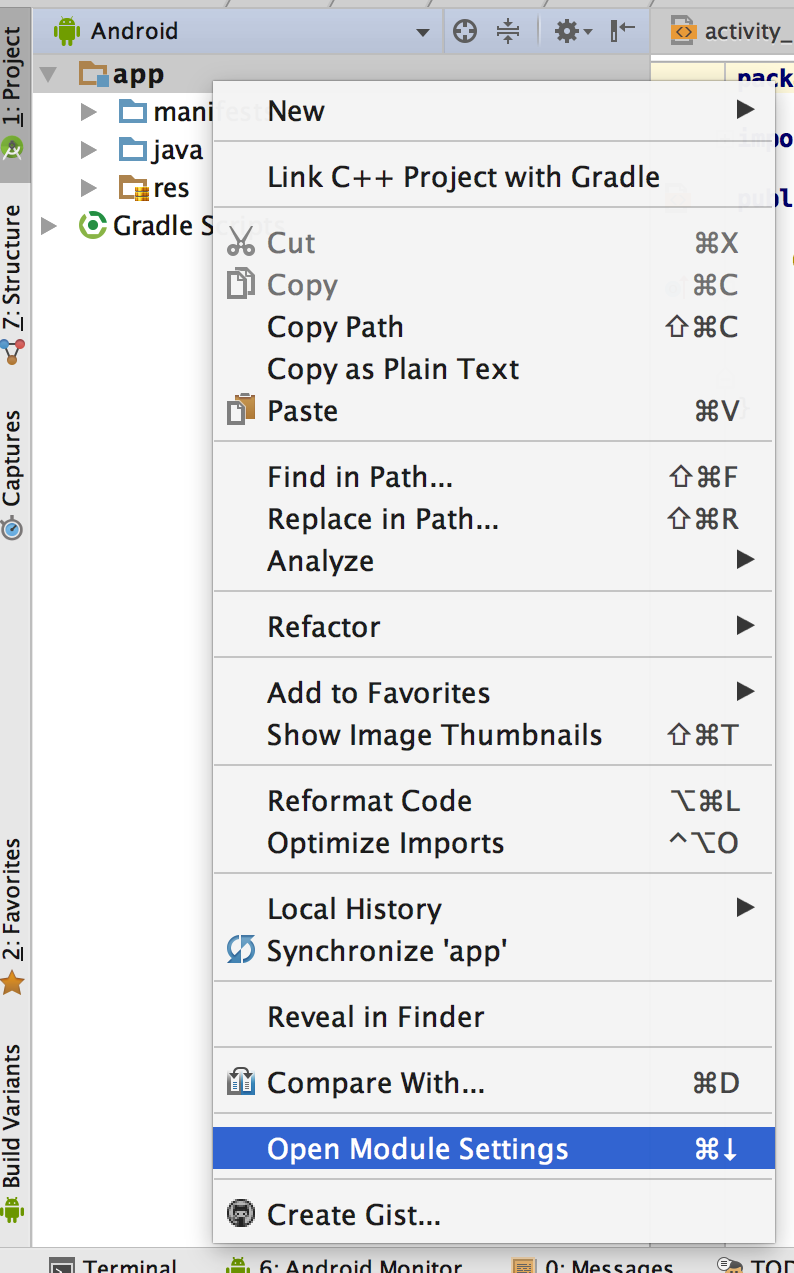 Android
activity_
1: Project
app
pack
manifests
New
impo
java
Link C++ Project with Gradle
res
publ
Gradle Scripts
7: Structure
Cut ⌘X
Copy ⌘C
Copy Path ⇧⌘C
Copy as Plain Text
Paste ⌘V
Captures
Find in Path... ⇧⌘F
Replace in Path... ⇧⌘R
Analyze
Refactor
Add to Favorites
Show Image Thumbnails ⇧⌘T
Reformat Code ⌥⌘L
Optimize Imports ^⌥O
2: Favorites
Local History
Synchronize 'app'
Reveal in Finder
Compare With... ⌘D
Build Variants
Open Module Settings ⌘↓
Create Gist...
Terminal
6: Android Monitor
0: Messages
TOD